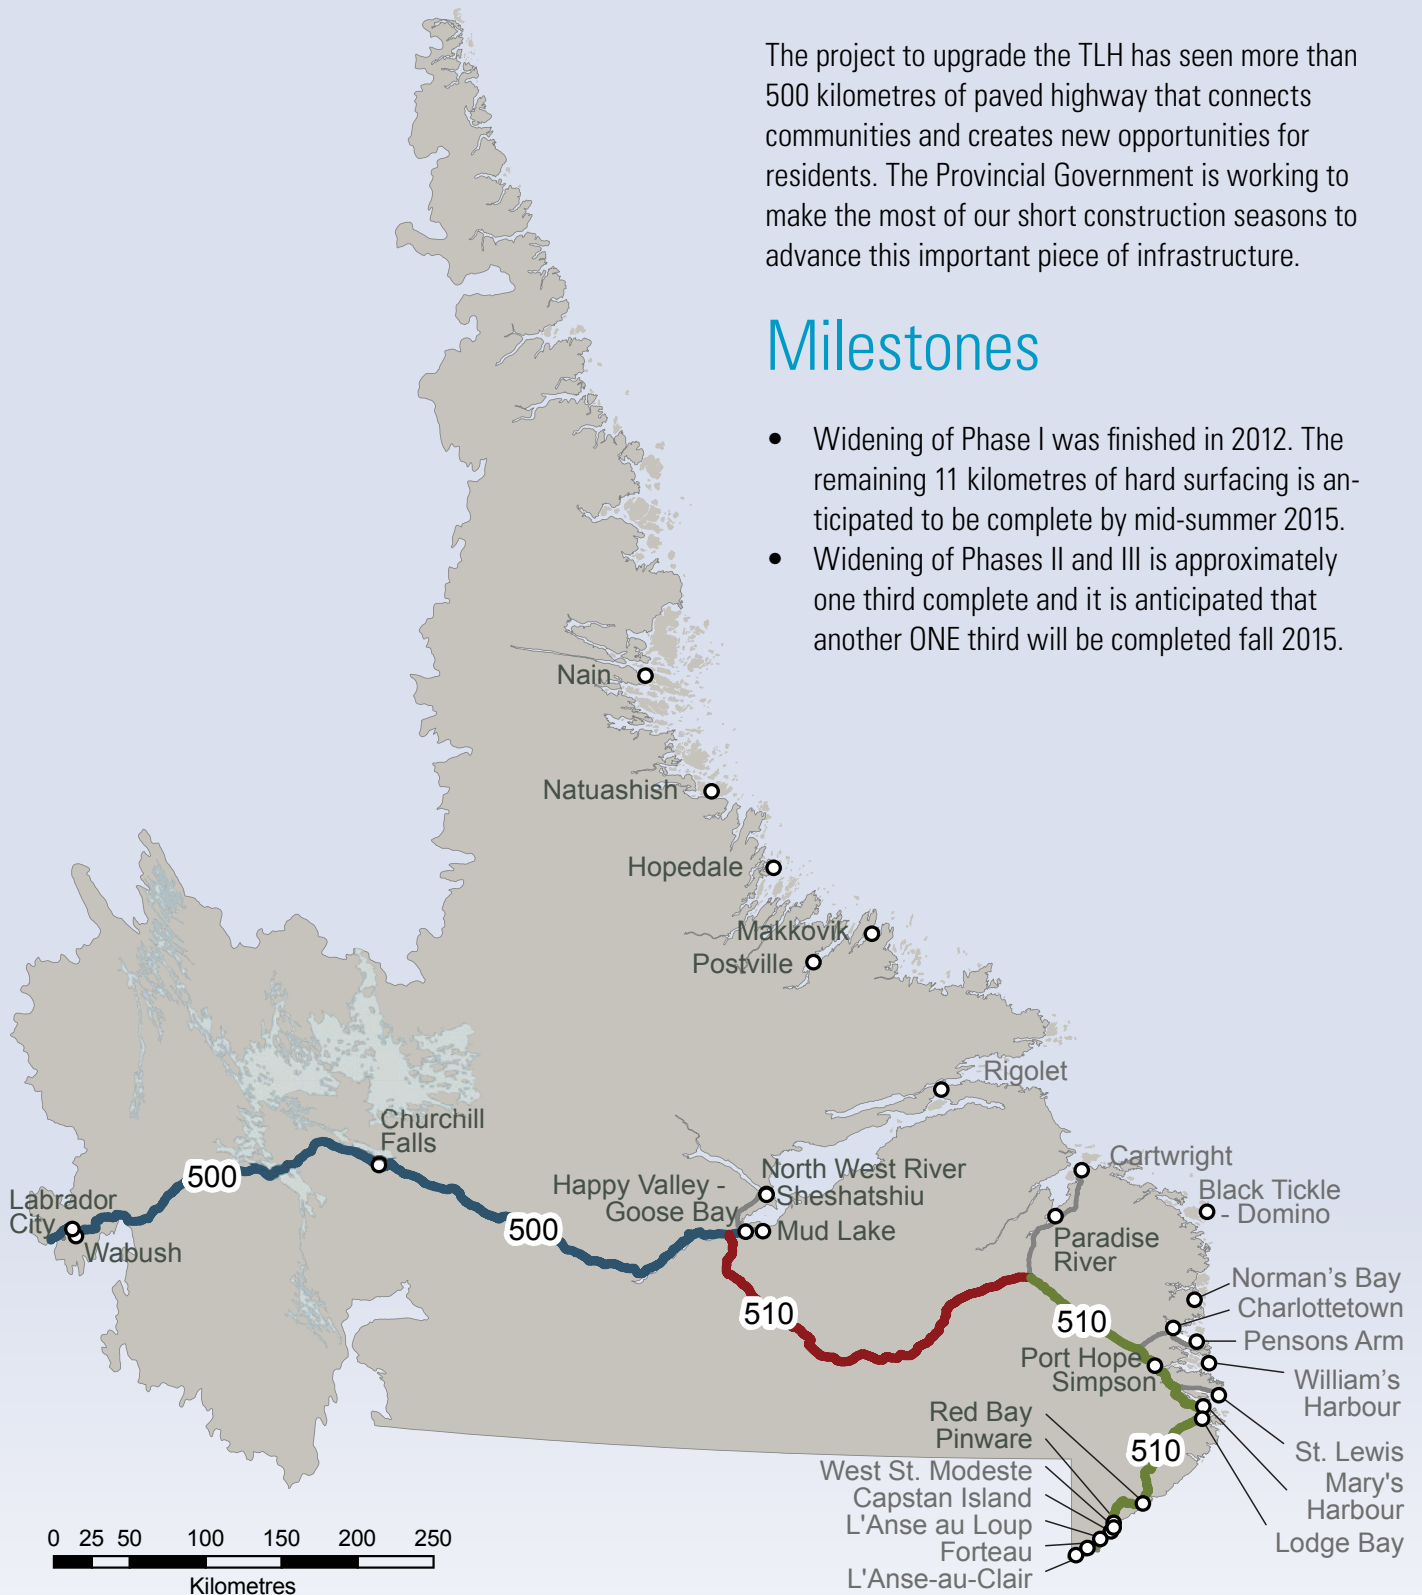 The project to upgrade the TLH has seen more than
500 kilometres of paved highway that connects
communities and creates new opportunities for
residents. The Provincial Government is working to
make the most of our short construction seasons to
advance this important piece of infrastructure.
Milestones
• Widening of Phase I was finished in 2012. The
remaining 11 kilometres of hard surfacing is an-
ticipated to be complete by mid-summer 2015.
• Widening of Phases II and III is approximately
one third complete and it is anticipated that
another ONE third will be completed fall 2015.
Nain
Natuashish
Hopedale
Makkovik
Postville
Rigolet
Churchill
Falls
Cartwright
North West River
Sheshatshiu
Happy Valley -
Goose Bay
Mud Lake
500
500
Labrador
City
Wabush
Black Tickle
- Domino
Paradise
River
Norman's Bay
Charlottetown
Pensons Arm
510
510
Port Hope
Simpson
William's
Harbour
Red Bay
Pinware
510
St. Lewis
West St. Modeste
Mary's
Harbour
Capstan Island
L'Anse au Loup
Lodge Bay
Forteau
L'Anse-au-Clair
0 25 50 100 150 200 250
Kilometres